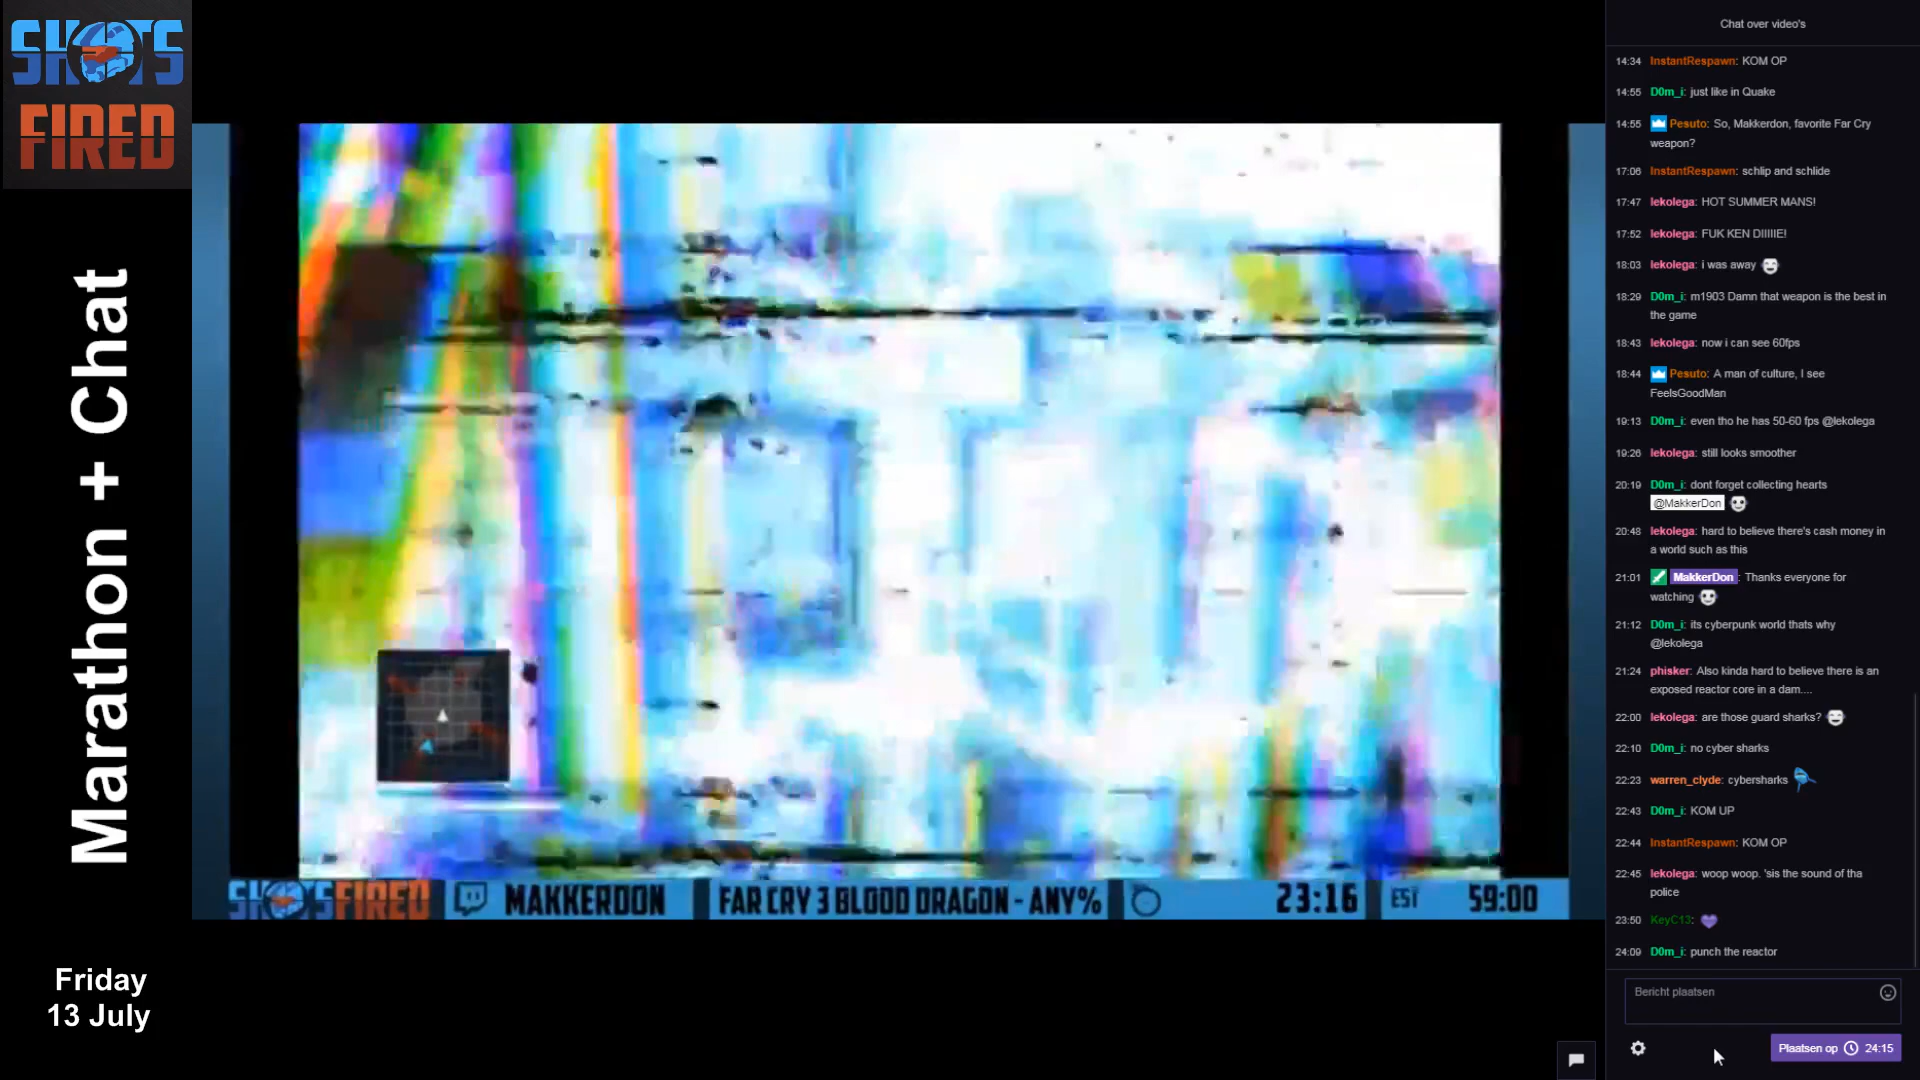 SHOTS
FIRED
Marathon + Chat
Friday
13 July
SHOTSFIRED
MAKKERDON
FAR CRY 3 BLOOD DRAGON - ANY%
23:16
EST
59:00
Chat over video's
14:34 InstantRespawn: KOM OP
14:55 D0m_i: just like in Quake
14:55 Pesuto: So, Makkerdon, favorite Far Cry
weapon?
17:06 InstantRespawn: schlip and schlide
17:47 lekolega: HOT SUMMER MANS!
17:52 lekolega: FUK KEN DIIIIIE!
18:03 lekolega: i was away
18:29 D0m_i: m1903 Damn that weapon is the best in
the game
18:43 lekolega: now i can see 60fps
18:44 Pesuto: A man of culture, I see
FeelsGoodMan
19:13 D0m_i: even tho he has 50-60 fps @lekolega
19:26 lekolega: still looks smoother
20:19 D0m_i: dont forget collecting hearts
@MakkerDon
20:48 lekolega: hard to believe there's cash money in
a world such as this
21:01 MakkerDon: Thanks everyone for
watching
21:12 D0m_i: its cyberpunk world thats why
@lekolega
21:24 phisker: Also kinda hard to believe there is an
exposed reactor core in a dam....
22:00 lekolega: are those guard sharks?
22:10 D0m_i: no cyber sharks
22:23 warren_clyde: cybersharks
22:43 D0m_i: KOM UP
22:44 InstantRespawn: KOM OP
22:45 lekolega: woop woop. 'sis the sound of tha
police
23:50 KeyC13:
24:09 D0m_i: punch the reactor
Bericht plaatsen
Plaatsen op 24:15